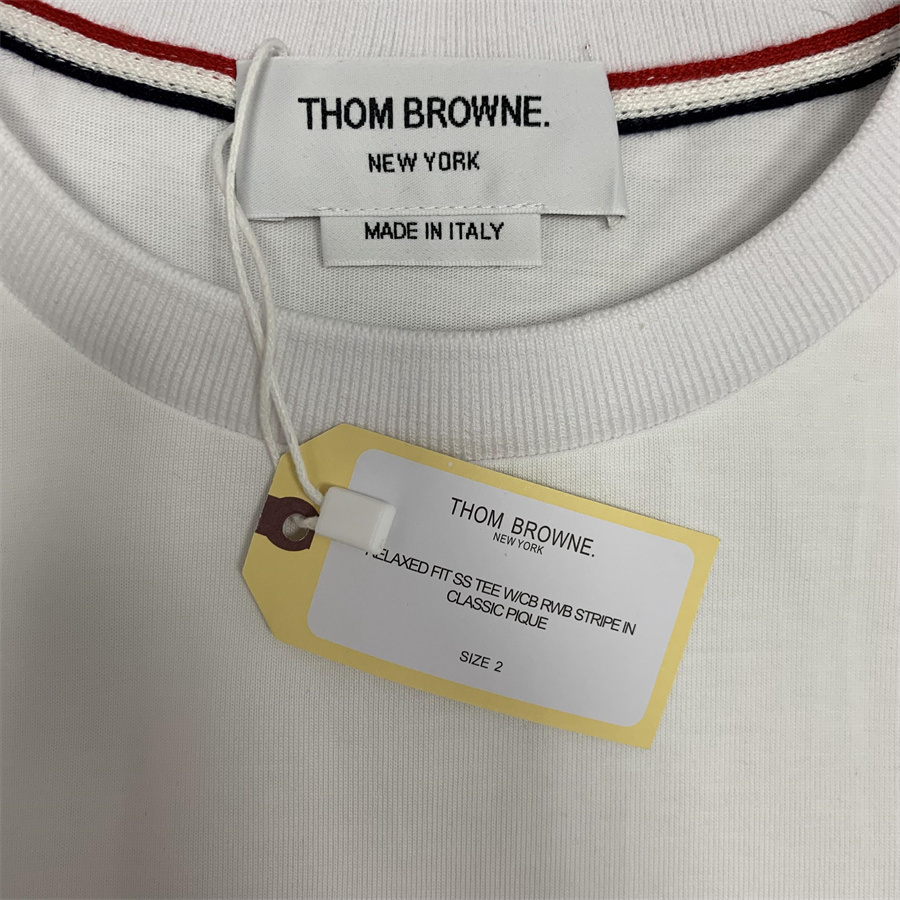 THOM BROWNE.
NEW YORK
MADE IN ITALY
THOM BROWNE.
NEW YORK
RELAXED FIT SS TEE W/CB RWB STRIPE IN
CLASSIC PIQUE
SIZE 2